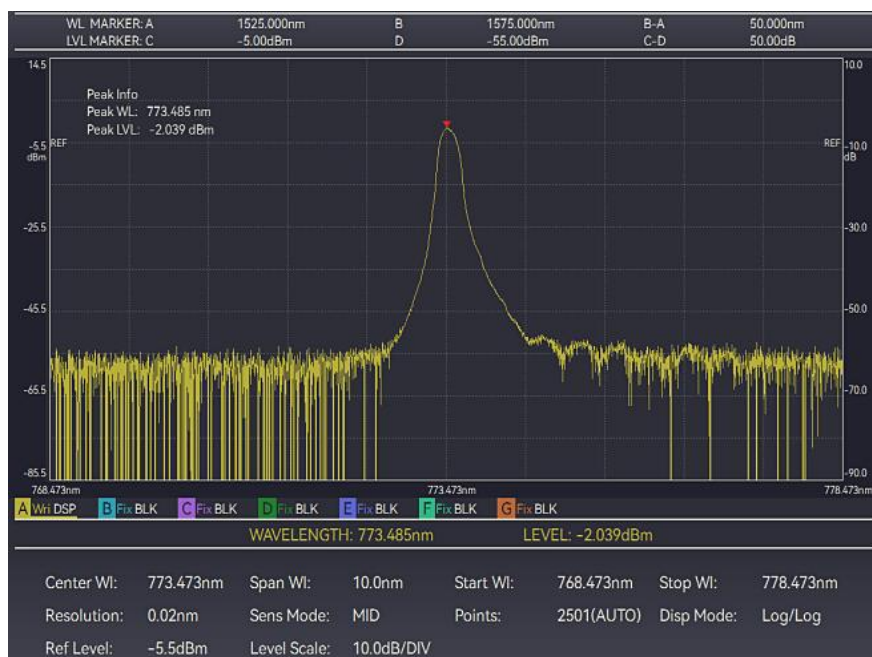 WL MARKER: A 1525.000nm B 1575.000nm B-A 50.000nm
LVL MARKER: C -5.00dBm D -55.00dBm C-D 50.00dB
14.5 10.0
Peak Info
Peak WL: 773.485 nm
Peak LVL: -2.039 dBm
-5.5 REF REF -10.0
dBm dB
-25.5 -30.0
-45.5 -50.0
-65.5 -70.0
-85.5 -90.0
768.473nm 773.473nm 778.473nm
A Wri DSP B Fix BLK C Fix BLK D Fix BLK E Fix BLK F Fix BLK G Fix BLK
WAVELENGTH: 773.485nm LEVEL: -2.039dBm
Center Wl: 773.473nm Span Wl: 10.0nm Start Wl: 768.473nm Stop Wl: 778.473nm
Resolution: 0.02nm Sens Mode: MID Points: 2501(AUTO) Disp Mode: Log/Log
Ref Level: -5.5dBm Level Scale: 10.0dB/DIV